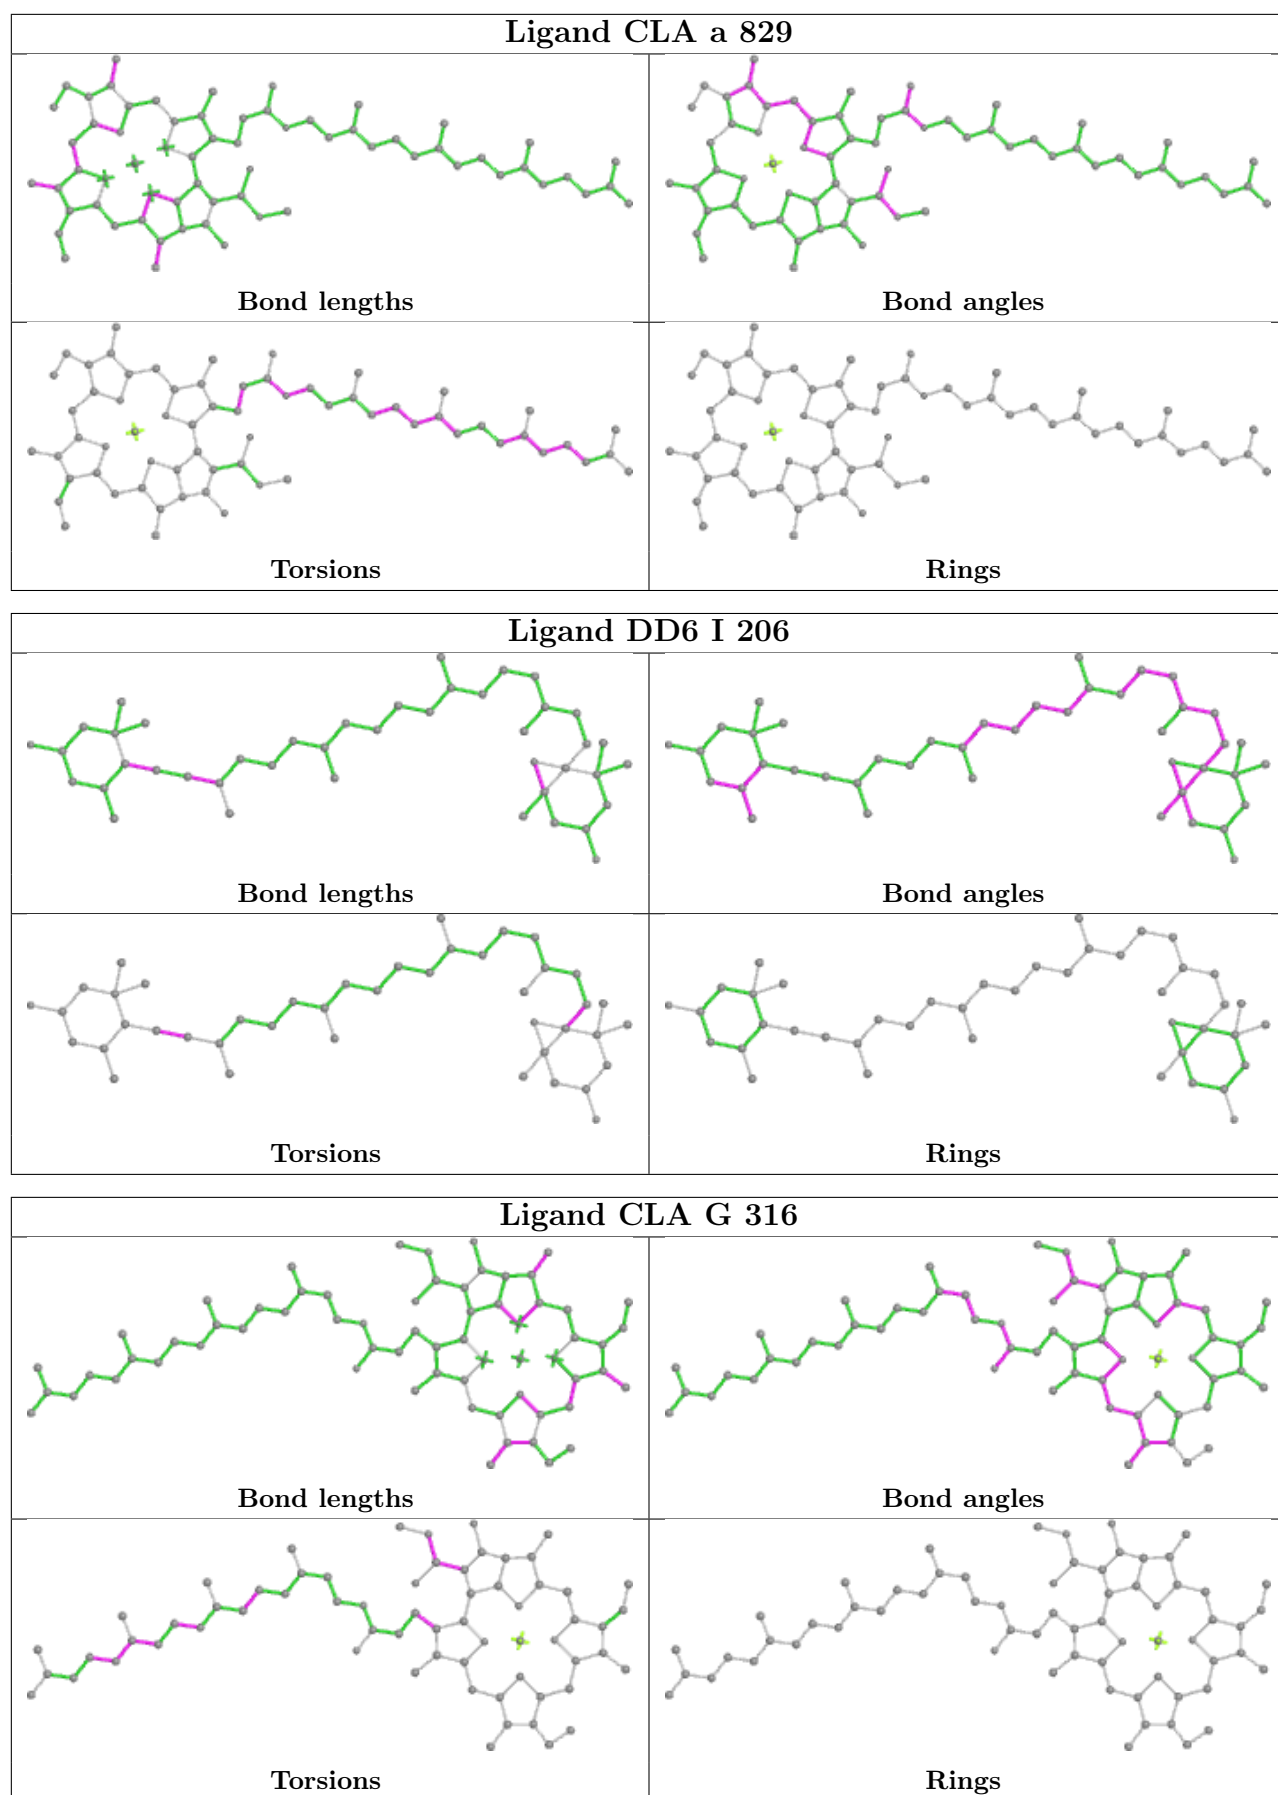 Ligand CLA a 829
Bond lengths
Bond angles
Torsions
Rings
Ligand DD6 I 206
Bond lengths
Bond angles
Torsions
Rings
Ligand CLA G 316
Bond lengths
Bond angles
Torsions
Rings